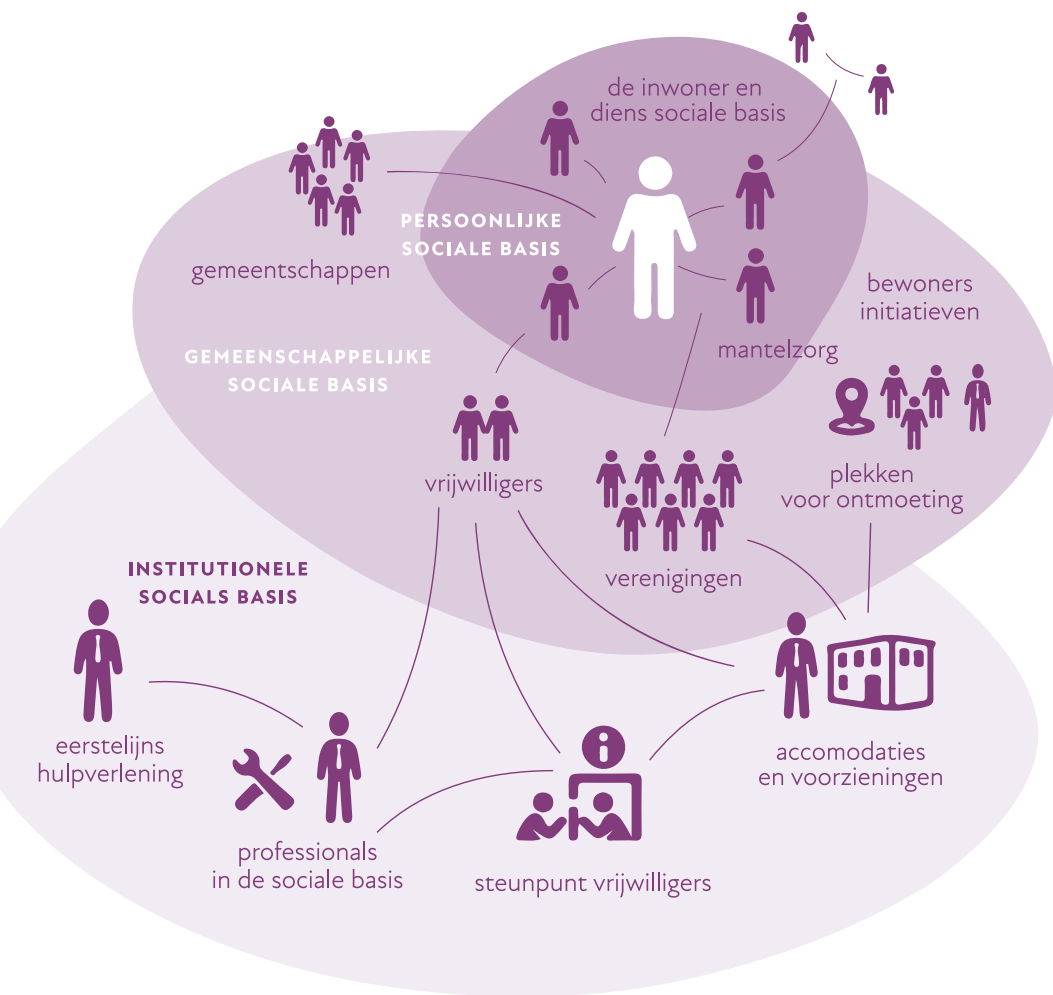 de inwoner en
diens sociale basis
PERSOONLIJKE
SOCIALE BASIS
gemeentschappen
bewoners
initiatieven
mantelzorg
GEMEENSCHAPPELIJKE
SOCIALE BASIS
vrijwilligers
plekken
voor ontmoeting
verenigingen
INSTITUTIONELE
SOCIALS BASIS
eerstelijns
hulpverlening
accomodaties
en voorzieningen
professionals
in de sociale basis
steunpunt vrijwilligers